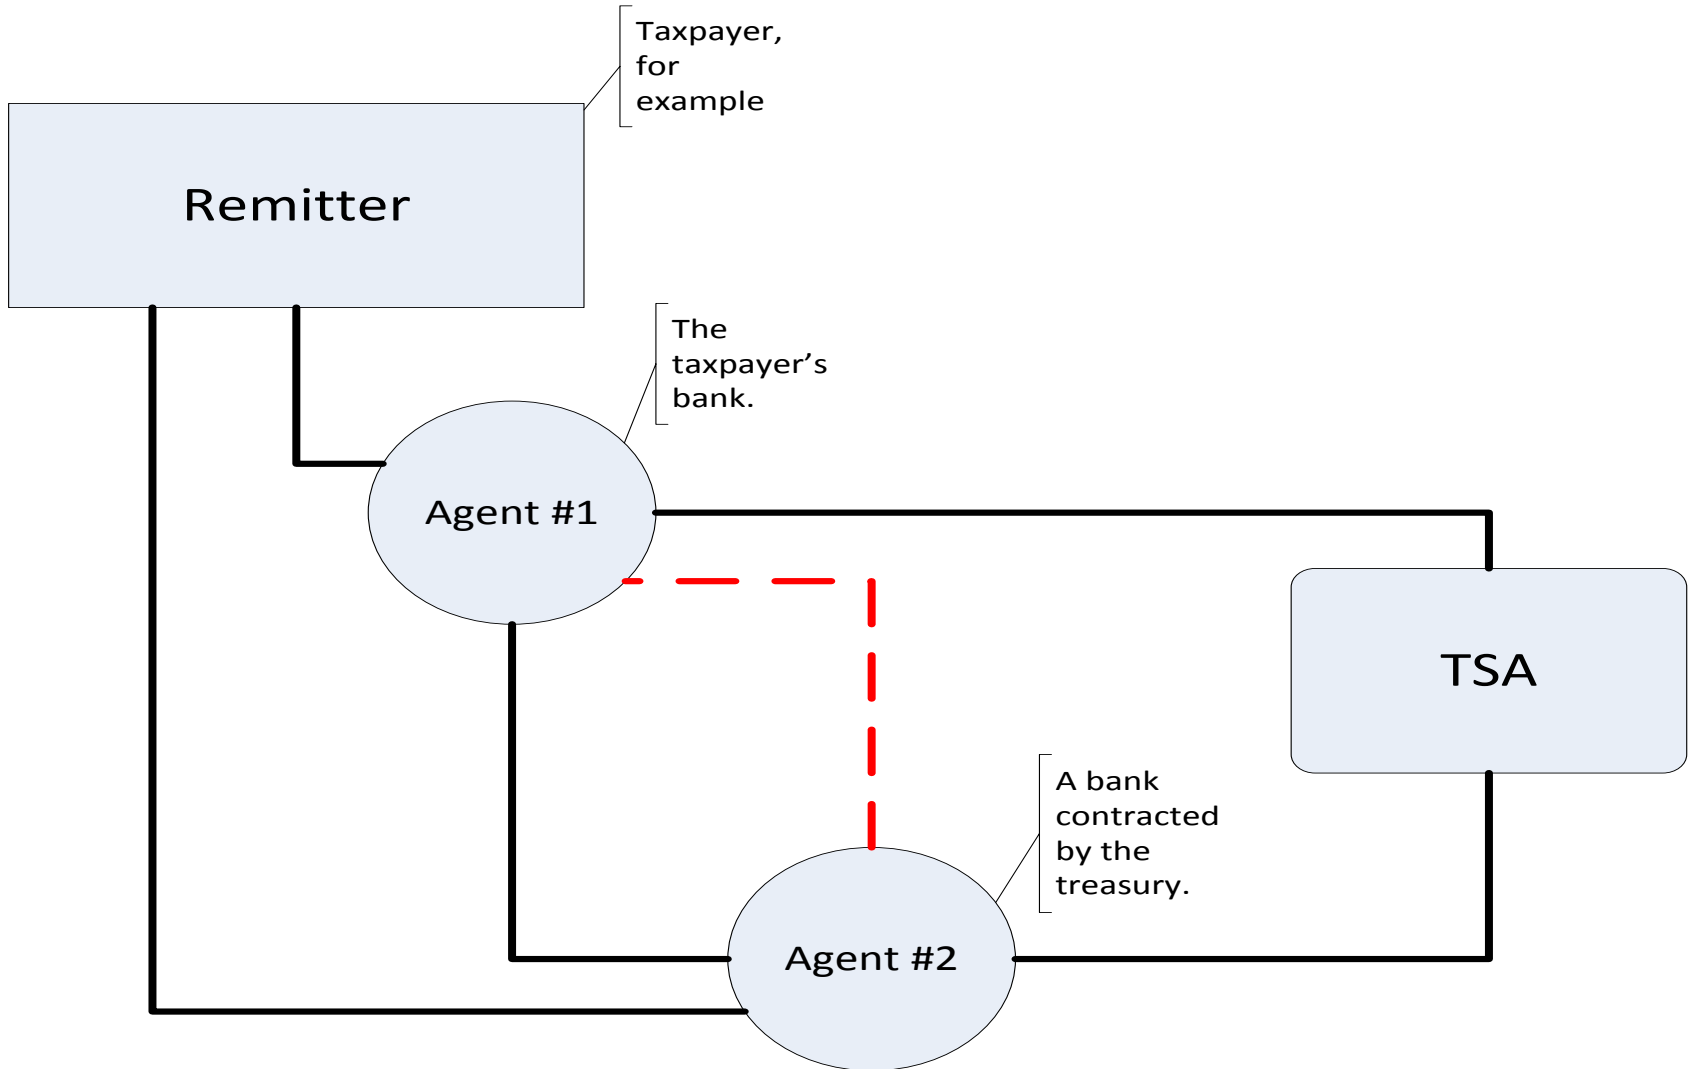 Taxpayer,
for
example
Remitter
The
taxpayer’s
bank.
Agent #1
TSA
A bank
contracted
by the
treasury.
Agent #2